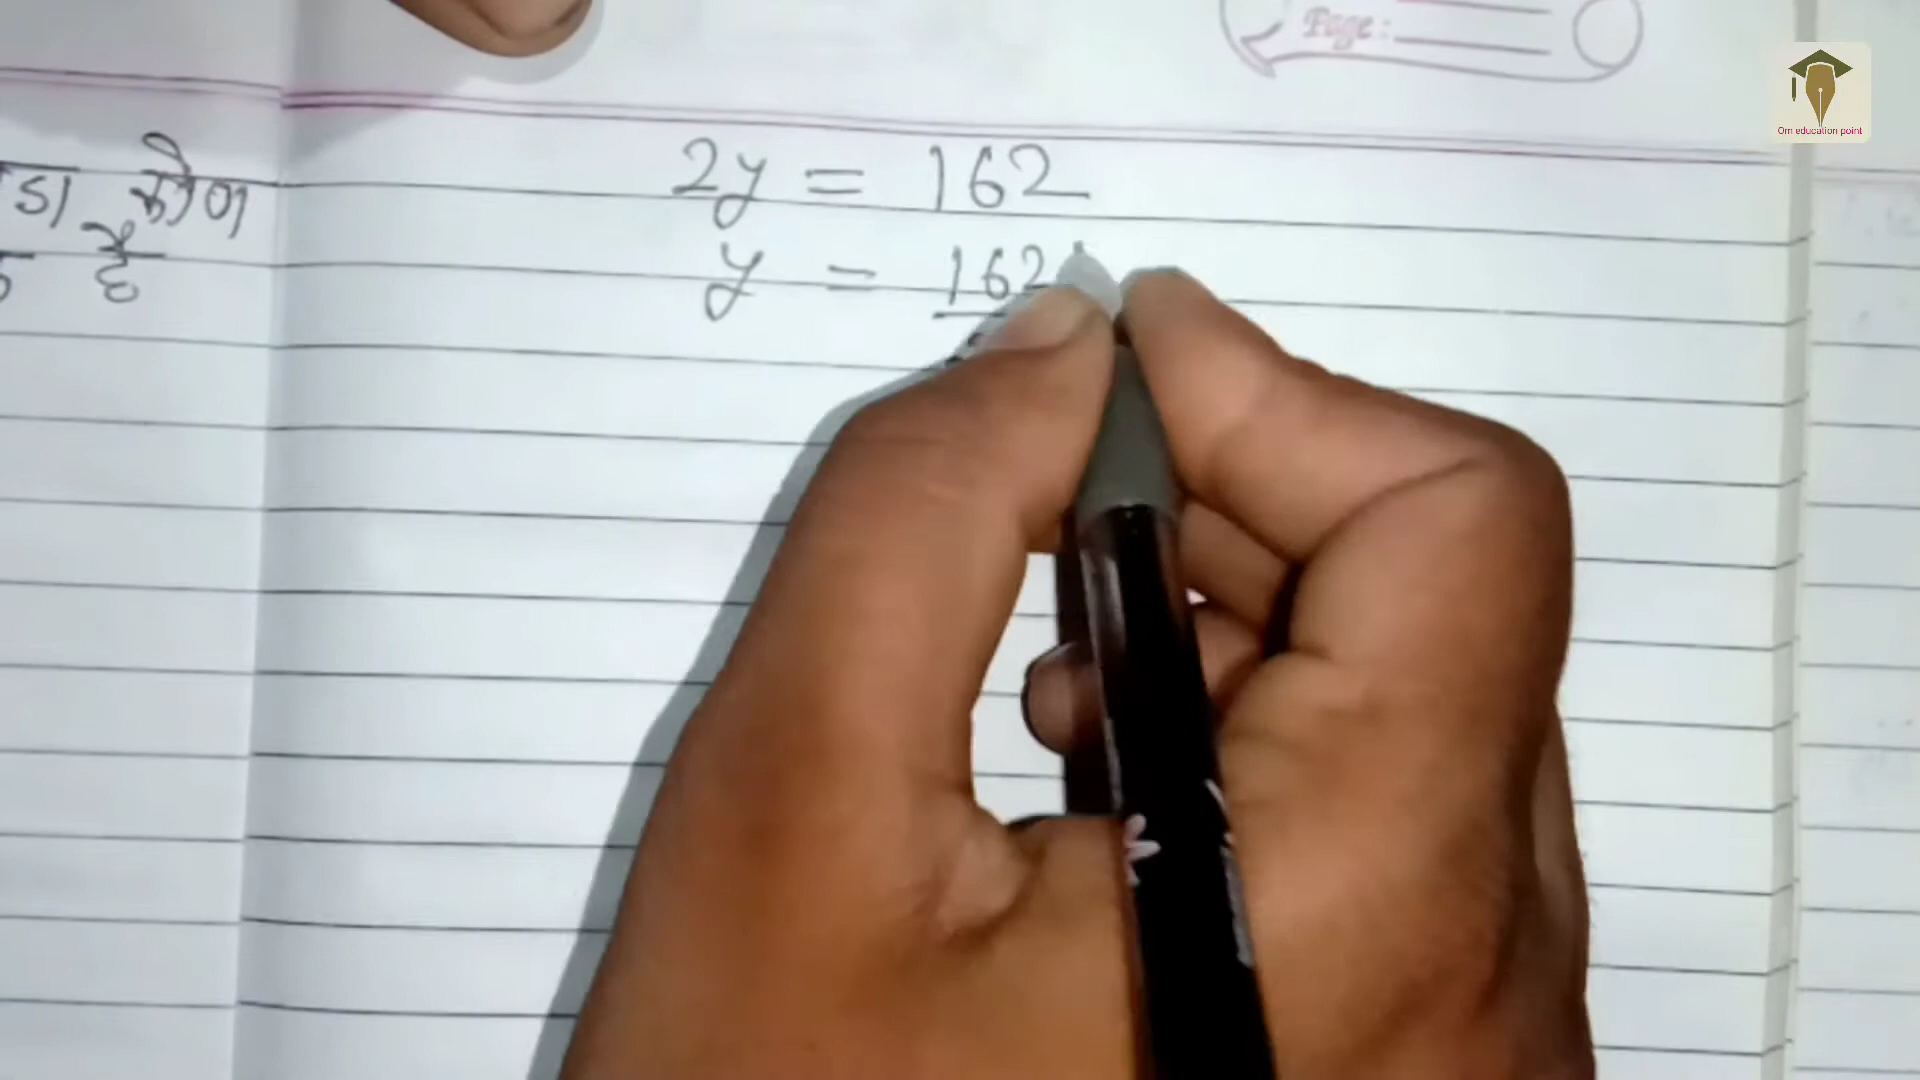 Page :
Om education point
2y = 162
y = 162
कोण
है